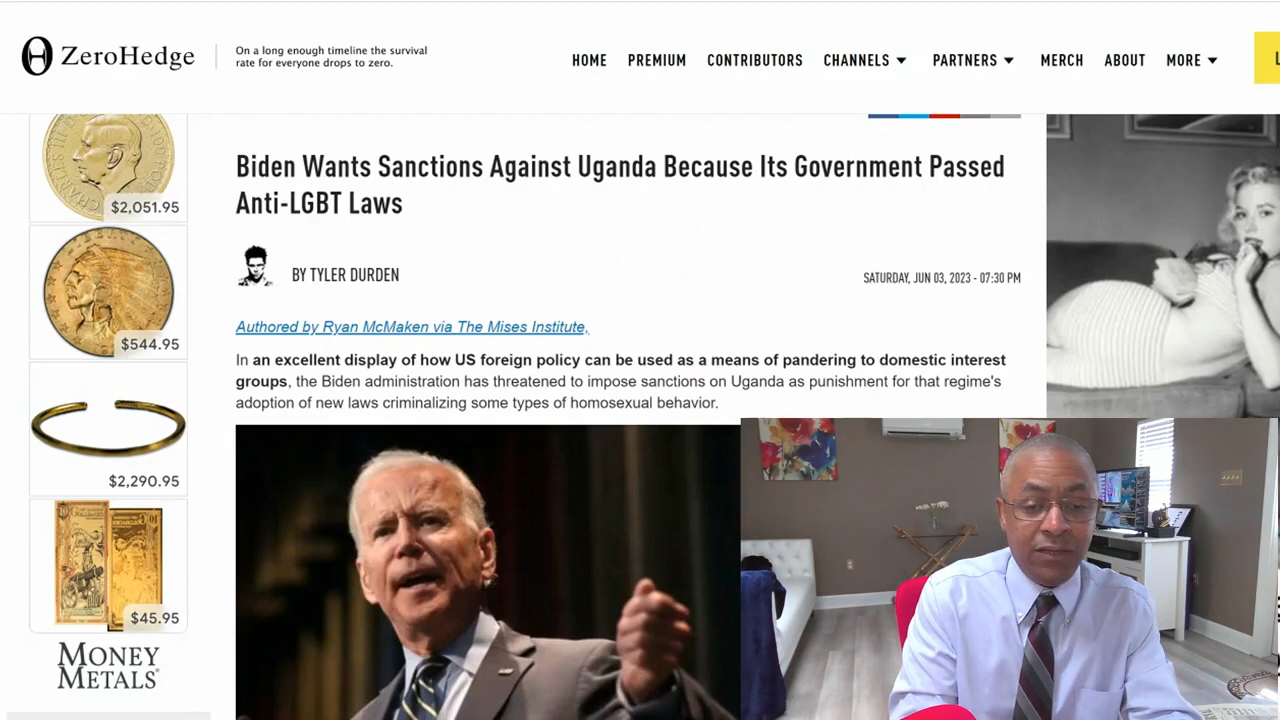 ZeroHedge
On a long enough timeline the survival
rate for everyone drops to zero.
HOME PREMIUM CONTRIBUTORS CHANNELS PARTNERS MERCH ABOUT MORE
$2,051.95
$544.95
$2,290.95
$45.95
MONEY
METALS
Biden Wants Sanctions Against Uganda Because Its Government Passed
Anti-LGBT Laws
BY TYLER DURDEN
SATURDAY, JUN 03, 2023 - 07:30 PM
Authored by Ryan McMaken via The Mises Institute,
In an excellent display of how US foreign policy can be used as a means of pandering to domestic interest
groups, the Biden administration has threatened to impose sanctions on Uganda as punishment for that regime's
adoption of new laws criminalizing some types of homosexual behavior.